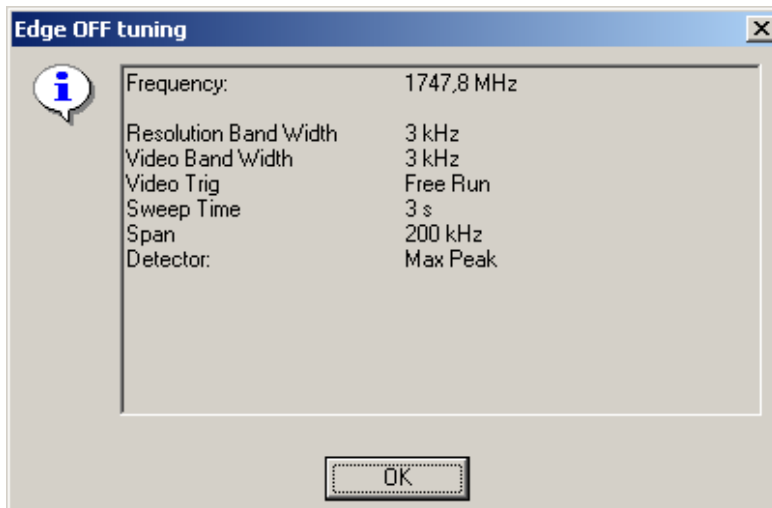 Edge OFF tuning
Frequency: 1747,8 MHz
Resolution Band Width 3 kHz
Video Band Width 3 kHz
Video Trig Free Run
Sweep Time 3 s
Span 200 kHz
Detector: Max Peak
OK